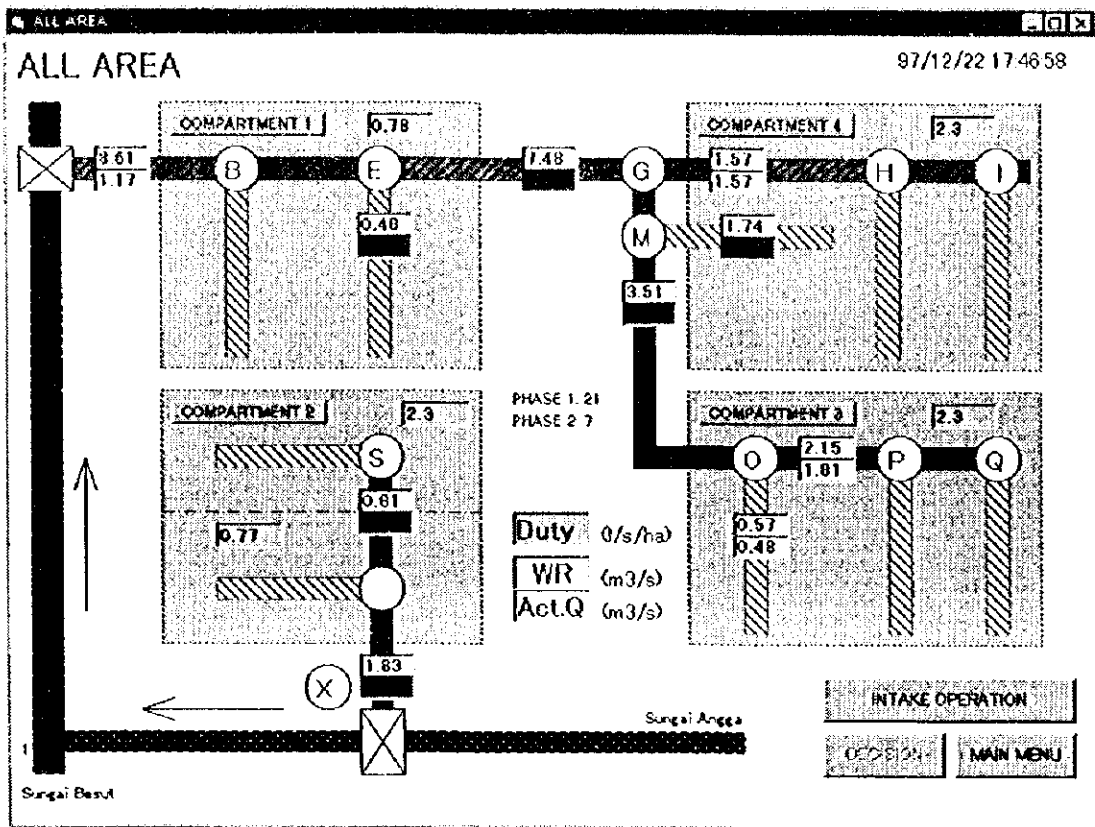 ALL AREA
ALL AREA
97/12/22 17:46:58
COMPARTMENT 1
0.78
COMPARTMENT 4
2.3
1.17
B
E
7.48
G
1.57
1.57
H
I
0.48
M
1.74
3.51
COMPARTMENT 2
2.3
PHASE 1: 21
PHASE 2: 7
COMPARTMENT 3
2.3
S
O
2.15
1.81
P
Q
0.61
0.77
Duty (l/s/ha)
0.57
0.48
WR (m3/s)
Act.Q (m3/s)
1.83
X
INTAKE OPERATION
Sungai Angga
1
DECISION
MAIN MENU
Sungai Besut